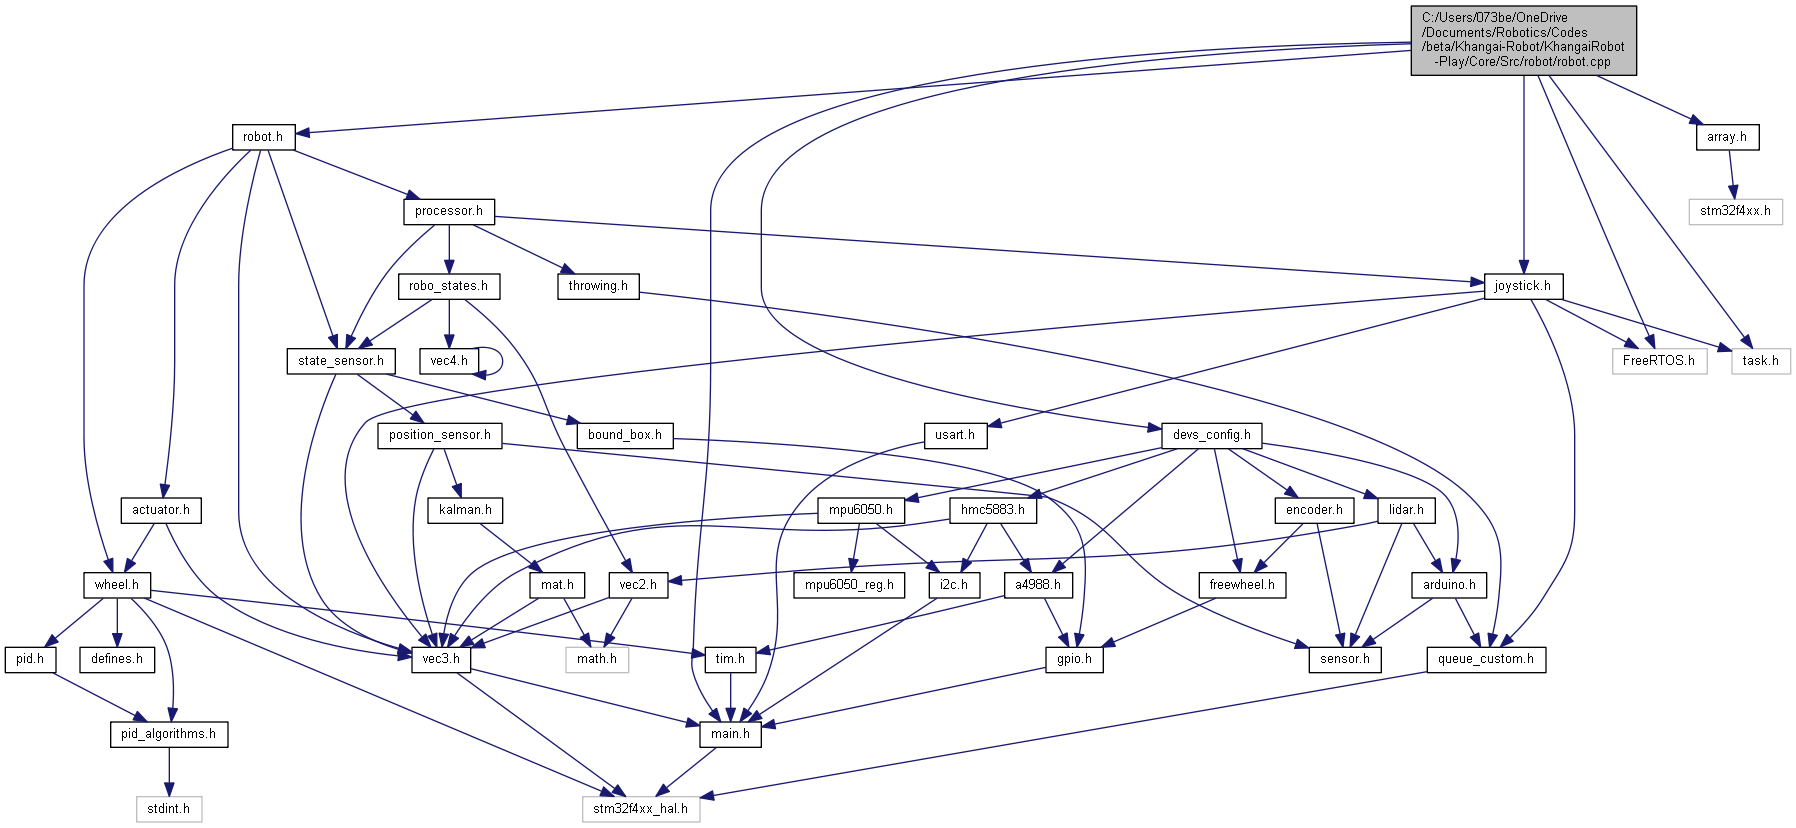 C:/Users/073be/OneDrive
/Documents/Robotics/Codes
/beta/Khangai-Robot/KhangaiRobot
-Play/Core/Src/robot/robot.cpp
robot.h
array.h
processor.h
stm32f4xx.h
robo_states.h
throwing.h
joystick.h
state_sensor.h
vec4.h
FreeRTOS.h
task.h
position_sensor.h
bound_box.h
usart.h
devs_config.h
actuator.h
kalman.h
mpu6050.h
hmc5883.h
encoder.h
lidar.h
wheel.h
mat.h
vec2.h
mpu6050_reg.h
i2c.h
a4988.h
freewheel.h
arduino.h
pid.h
defines.h
vec3.h
math.h
tim.h
gpio.h
sensor.h
queue_custom.h
pid_algorithms.h
main.h
stdint.h
stm32f4xx_hal.h